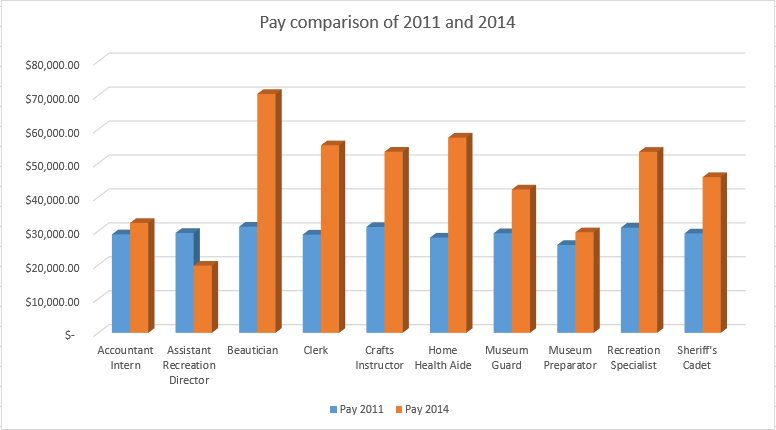 Pay comparison of 2011 and 2014
$80,000.00
$70,000.00
$60,000.00
$50,000.00
$40,000.00
$30,000.00
$20,000.00
$10,000.00
$-
Accountant
Intern
Assistant
Recreation
Director
Beautician
Clerk
Crafts
Instructor
Home
Health Aide
Museum
Guard
Museum
Preparator
Recreation
Specialist
Sheriff's
Cadet
Pay 2011
Pay 2014